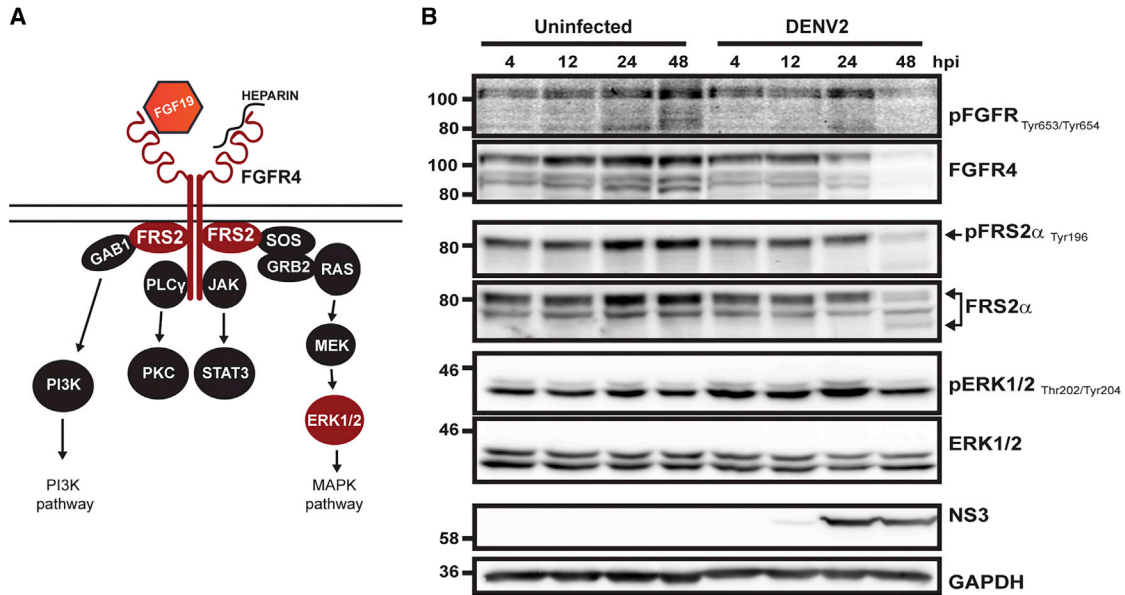 A
FGF19
HEPARIN
FGFR4
GAB1
FRS2
FRS2
SOS
GRB2
RAS
PLCγ
JAK
MEK
PI3K
PKC
STAT3
ERK1/2
PI3K
pathway
MAPK
pathway
B
Uninfected DENV2
4 12 24 48 4 12 24 48 hpi
100
80
pFGFR Tyr653/Tyr654
100
80
FGFR4
80
pFRS2α Tyr196
80
FRS2α
46
pERK1/2 Thr202/Tyr204
46
ERK1/2
58
NS3
36
GAPDH